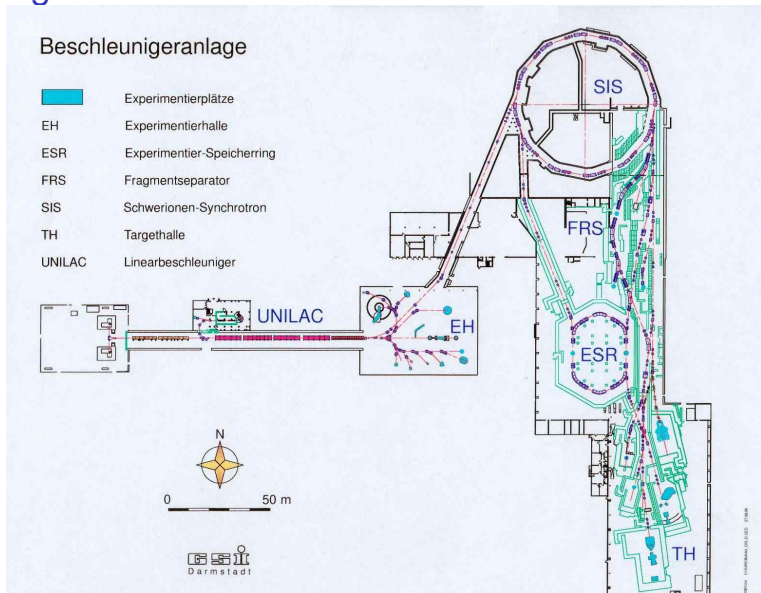 Beschleunigeranlage
Experimentierplätze
EH Experimentierhalle
ESR Experimentier-Speicherring
FRS Fragmentseparator
SIS Schwerionen-Synchrotron
TH Targethalle
UNILAC Linearbeschleuniger
SIS
FRS
UNILAC
EH
ESR
N
0 50 m
TH
GSI
Darmstadt